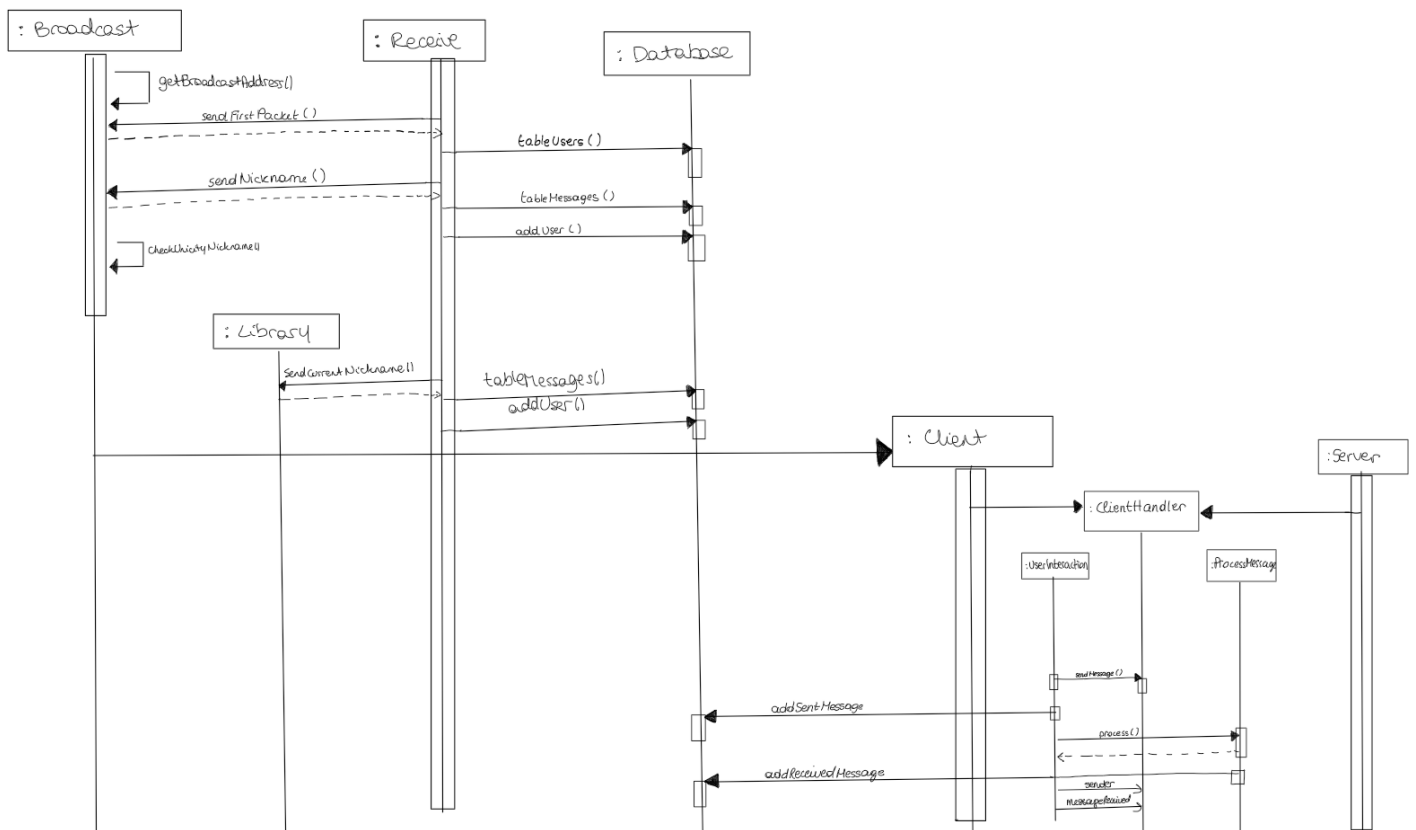 : Broadcast
: Receive
: Database
getBroadcastAddress()
sendFirstPacket ()
tableUsers ()
sendNickname ()
tableMessages ()
addUser ()
CheckUnicityNickname()
: Library
SendCurrentNickname()
tableMessages()
addUser ()
: Client
:Server
:ClientHandler
:UserInteraction
:ProcessMessage
sendMessage ()
addSentMessage
process ()
addReceivedMessage
sender
messageReceived